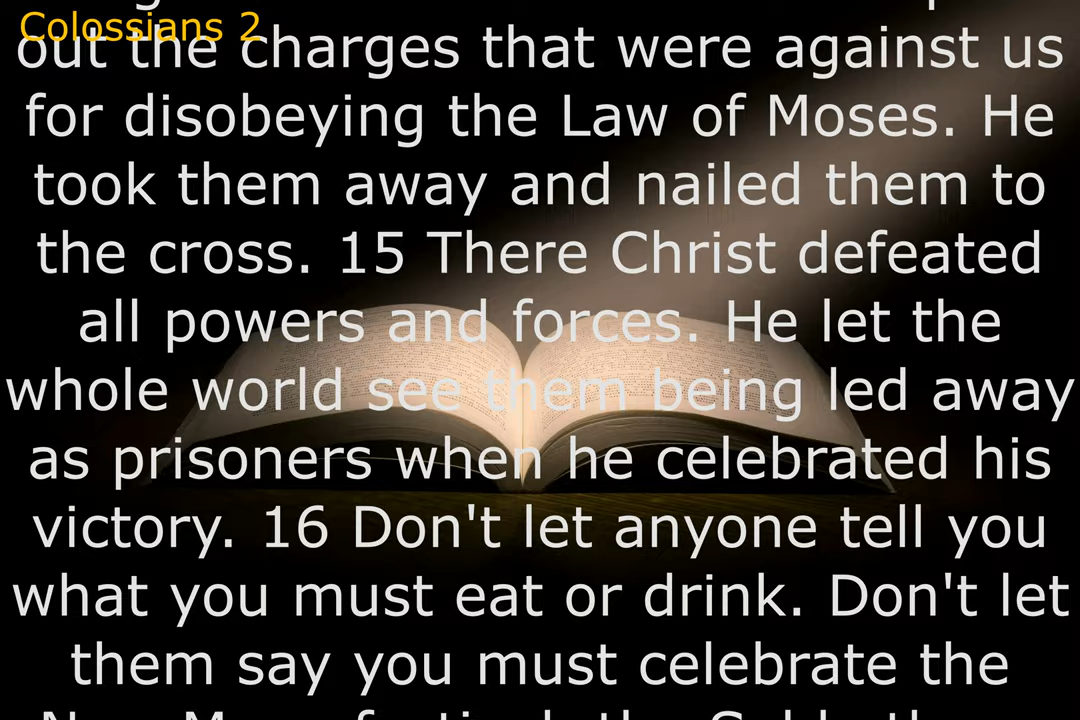 Colossians 2
out the charges that were against us
for disobeying the Law of Moses. He
took them away and nailed them to
the cross. 15 There Christ defeated
all powers and forces. He let the
whole world see them being led away
as prisoners when he celebrated his
victory. 16 Don't let anyone tell you
what you must eat or drink. Don't let
them say you must celebrate the